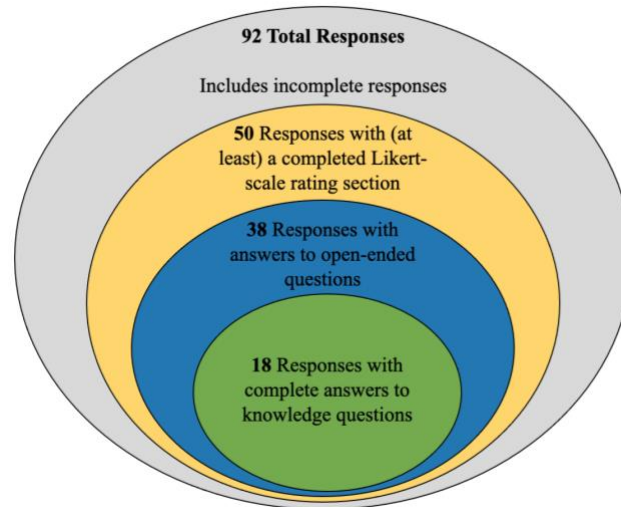 92 Total Responses
Includes incomplete responses
50 Responses with (at
least) a completed Likert-
scale rating section
38 Responses with
answers to open-ended
questions
18 Responses with
complete answers to
knowledge questions